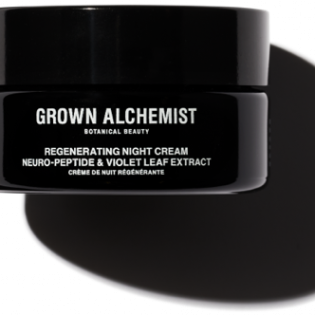 GROWN ALCHEMIST
BOTANICAL BEAUTY
REGENERATING NIGHT CREAM
NEURO-PEPTIDE & VIOLET LEAF EXTRACT
CRÈME DE NUIT RÉGÉNÉRANTE